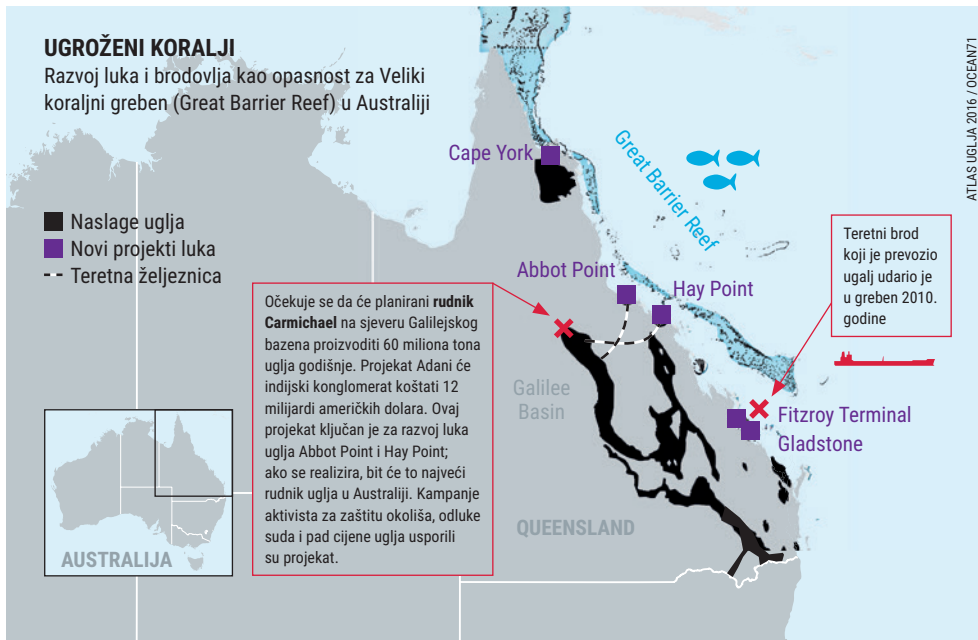 UGROŽENI KORALJI
Razvoj luka i brodovlja kao opasnost za Veliki
koraljni greben (Great Barrier Reef) u Australiji
ATLAS UGLJA 2016 / OCEAN71
Cape York
Great Barrier Reef
Naslage uglja
Novi projekti luka
Teretna željeznica
Abbot Point
Hay Point
Teretni brod
koji je prevozio
ugalj udario je
u greben 2010.
godine
Očekuje se da će planirani rudnik
Carmichael na sjeveru Galilejskog
bazena proizvoditi 60 miliona tona
uglja godišnje. Projekat Adani će
indijski konglomerat koštati 12
milijardi američkih dolara. Ovaj
projekat ključan je za razvoj luka
uglja Abbot Point i Hay Point;
ako se realizira, bit će to najveći
rudnik uglja u Australiji. Kampanje
aktivista za zaštitu okoliša, odluke
suda i pad cijene uglja usporili
su projekat.
Galilee
Basin
Fitzroy Terminal
Gladstone
QUEENSLAND
AUSTRALIJA